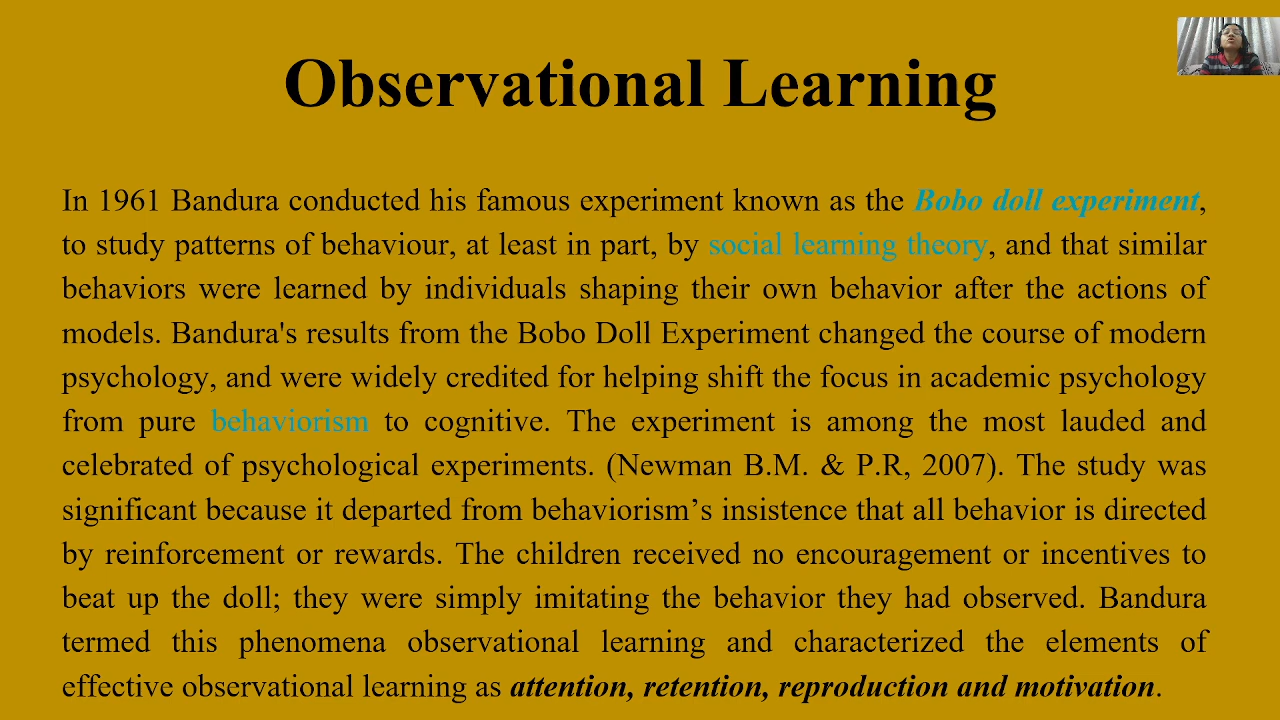 Observational Learning
In 1961 Bandura conducted his famous experiment known as the Bobo doll experiment,
to study patterns of behaviour, at least in part, by social learning theory, and that similar
behaviors were learned by individuals shaping their own behavior after the actions of
models. Bandura's results from the Bobo Doll Experiment changed the course of modern
psychology, and were widely credited for helping shift the focus in academic psychology
from pure behaviorism to cognitive. The experiment is among the most lauded and
celebrated of psychological experiments. (Newman B.M. & P.R, 2007). The study was
significant because it departed from behaviorism’s insistence that all behavior is directed
by reinforcement or rewards. The children received no encouragement or incentives to
beat up the doll; they were simply imitating the behavior they had observed. Bandura
termed this phenomena observational learning and characterized the elements of
effective observational learning as attention, retention, reproduction and motivation.